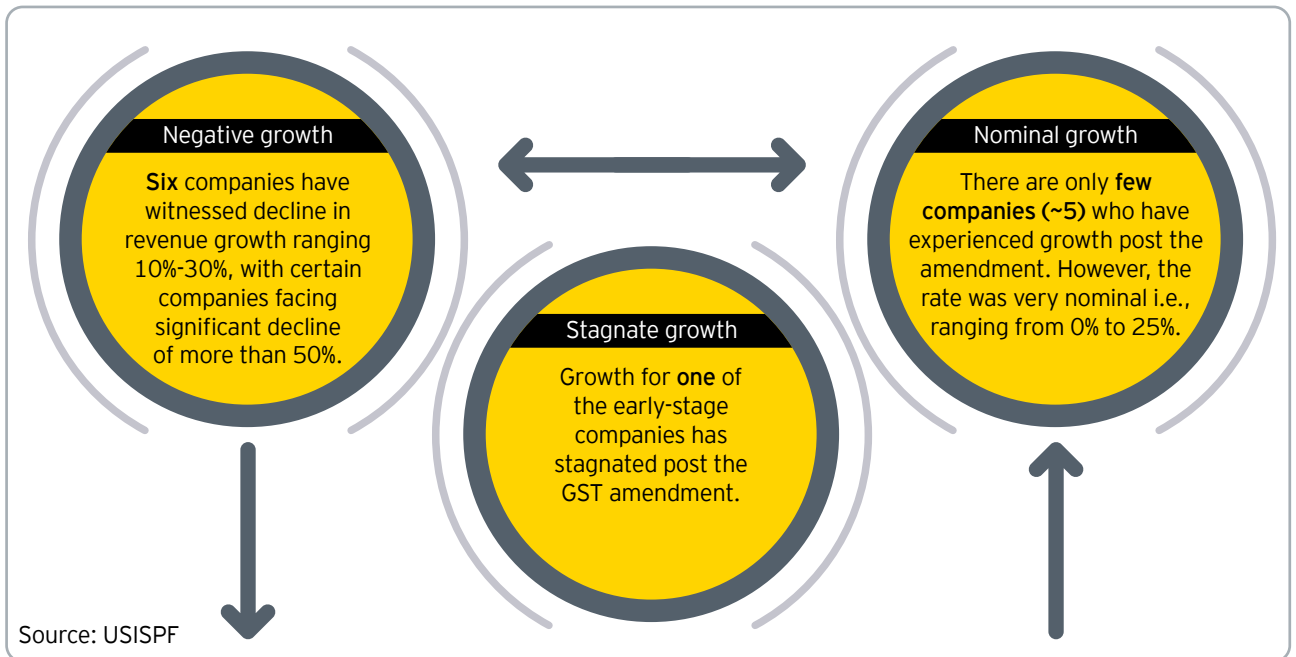 Negative growth
Six companies have
witnessed decline in
revenue growth ranging
10%-30%, with certain
companies facing
significant decline
of more than 50%.
Stagnate growth
Growth for one of
the early-stage
companies has
stagnated post the
GST amendment.
Nominal growth
There are only few
companies (~5) who have
experienced growth post the
amendment. However, the
rate was very nominal i.e.,
ranging from 0% to 25%.
Source: USISPF